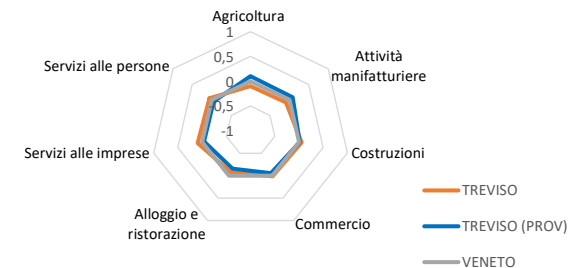 Agricoltura
1
0,5
0
-0,5
-1
Attività
manifatturiere
Costruzioni
Commercio
Alloggio e
ristorazione
Servizi alle imprese
Servizi alle persone
TREVISO
TREVISO (PROV)
VENETO